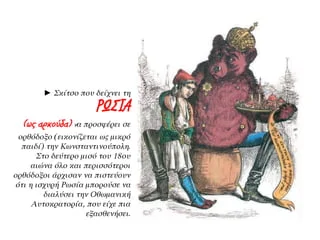 ► Σκίτσο που δείχνει τη
ΡΩΣΙΑ
(ως αρκούδα) να προσφέρει σε
ορθόδοξο (εικονίζεται ως μικρό
παιδί) την Κωνσταντινούπολη.
Στο δεύτερο μισό του 18ου
αιώνα όλο και περισσότεροι
ορθόδοξοι άρχισαν να πιστεύουν
ότι η ισχυρή Ρωσία μπορούσε να
διαλύσει την Οθωμανική
Αυτοκρατορία, που είχε πια
εξασθενήσει.